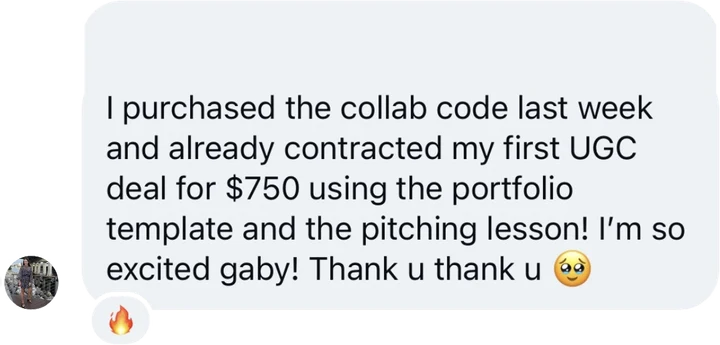 I purchased the collab code last week
and already contracted my first UGC
deal for $750 using the portfolio
template and the pitching lesson! I’m so
excited gaby! Thank u thank u 🥹